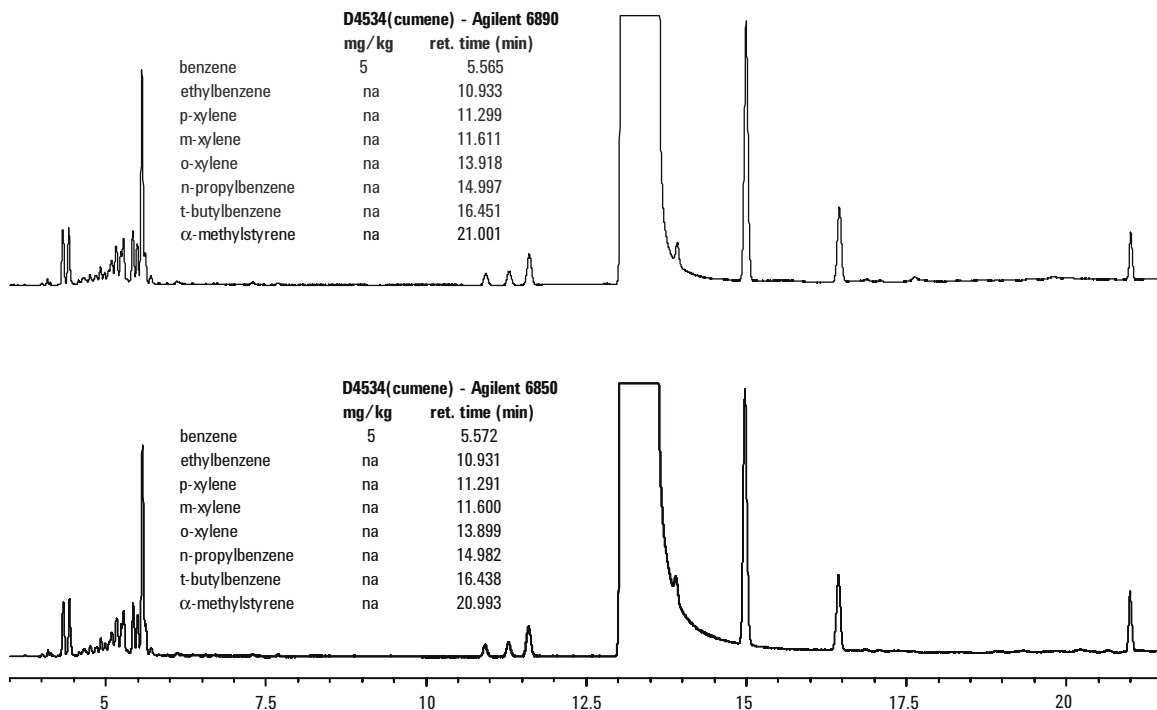 D4534(cumene) - Agilent 6890
mg/kg ret. time (min)
benzene 5 5.565
ethylbenzene na 10.933
p-xylene na 11.299
m-xylene na 11.611
o-xylene na 13.918
n-propylbenzene na 14.997
t-butylbenzene na 16.451
α-methylstyrene na 21.001
D4534(cumene) - Agilent 6850
mg/kg ret. time (min)
benzene 5 5.572
ethylbenzene na 10.931
p-xylene na 11.291
m-xylene na 11.600
o-xylene na 13.899
n-propylbenzene na 14.982
t-butylbenzene na 16.438
α-methylstyrene na 20.993
5 7.5 10 12.5 15 17.5 20